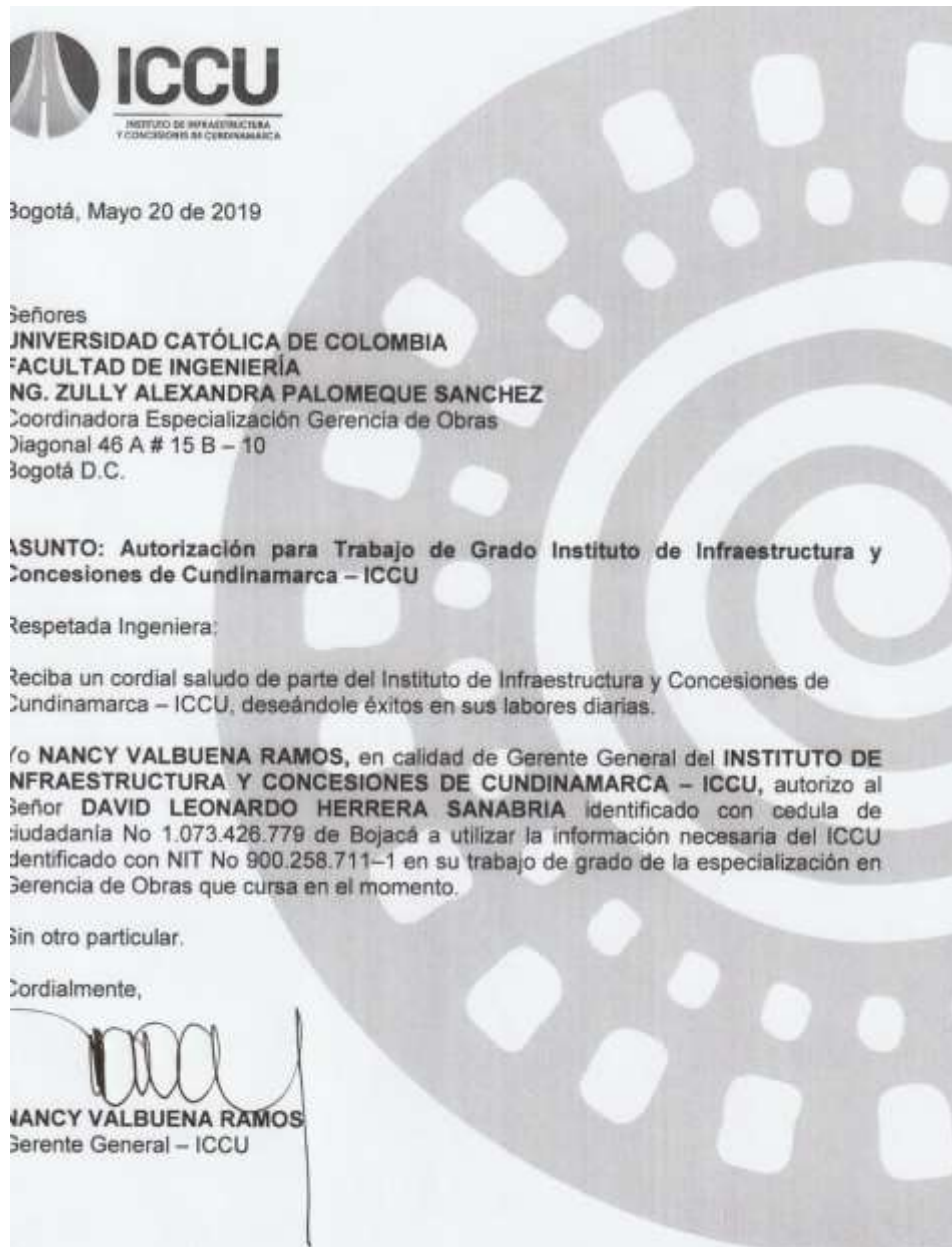 ICCU
INSTITUTO DE INFRAESTRUCTURA
Y CONCESIONES DE CUNDINAMARCA
Bogotá, Mayo 20 de 2019
Señores
UNIVERSIDAD CATÓLICA DE COLOMBIA
FACULTAD DE INGENIERÍA
ING. ZULLY ALEXANDRA PALOMEQUE SANCHEZ
Coordinadora Especialización Gerencia de Obras
Diagonal 46 A # 15 B – 10
Bogotá D.C.
ASUNTO: Autorización para Trabajo de Grado Instituto de Infraestructura y
Concesiones de Cundinamarca – ICCU
Respetada Ingeniera:
Reciba un cordial saludo de parte del Instituto de Infraestructura y Concesiones de
Cundinamarca – ICCU, deseándole éxitos en sus labores diarias.
Yo NANCY VALBUENA RAMOS, en calidad de Gerente General del INSTITUTO DE
INFRAESTRUCTURA Y CONCESIONES DE CUNDINAMARCA – ICCU, autorizo al
Señor DAVID LEONARDO HERRERA SANABRIA identificado con cedula de
ciudadanía No 1.073.426.779 de Bojacá a utilizar la información necesaria del ICCU
identificado con NIT No 900.258.711–1 en su trabajo de grado de la especialización en
Gerencia de Obras que cursa en el momento.
Sin otro particular.
Cordialmente,
NANCY VALBUENA RAMOS
Gerente General – ICCU